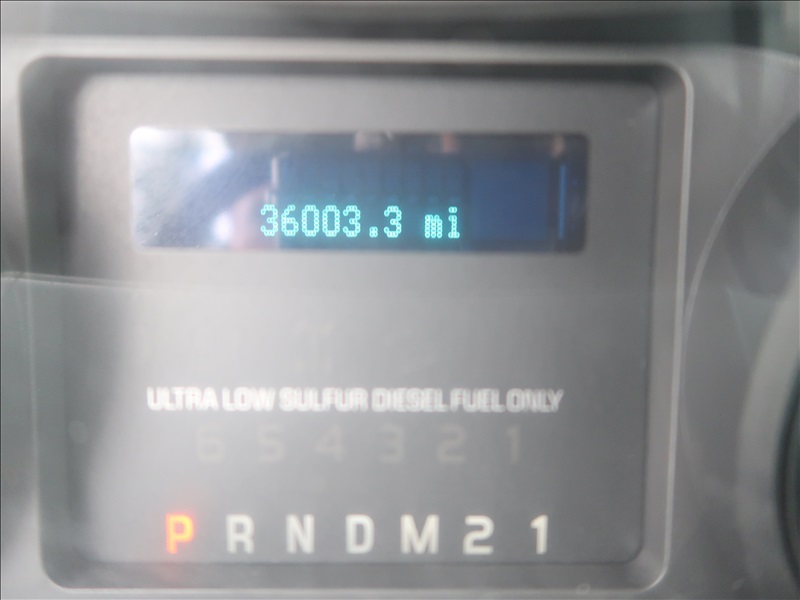 36003.3 mi
ULTRA LOW SULFUR DIESEL FUEL ONLY
6 5 4 3 2 1
P R N D M 2 1